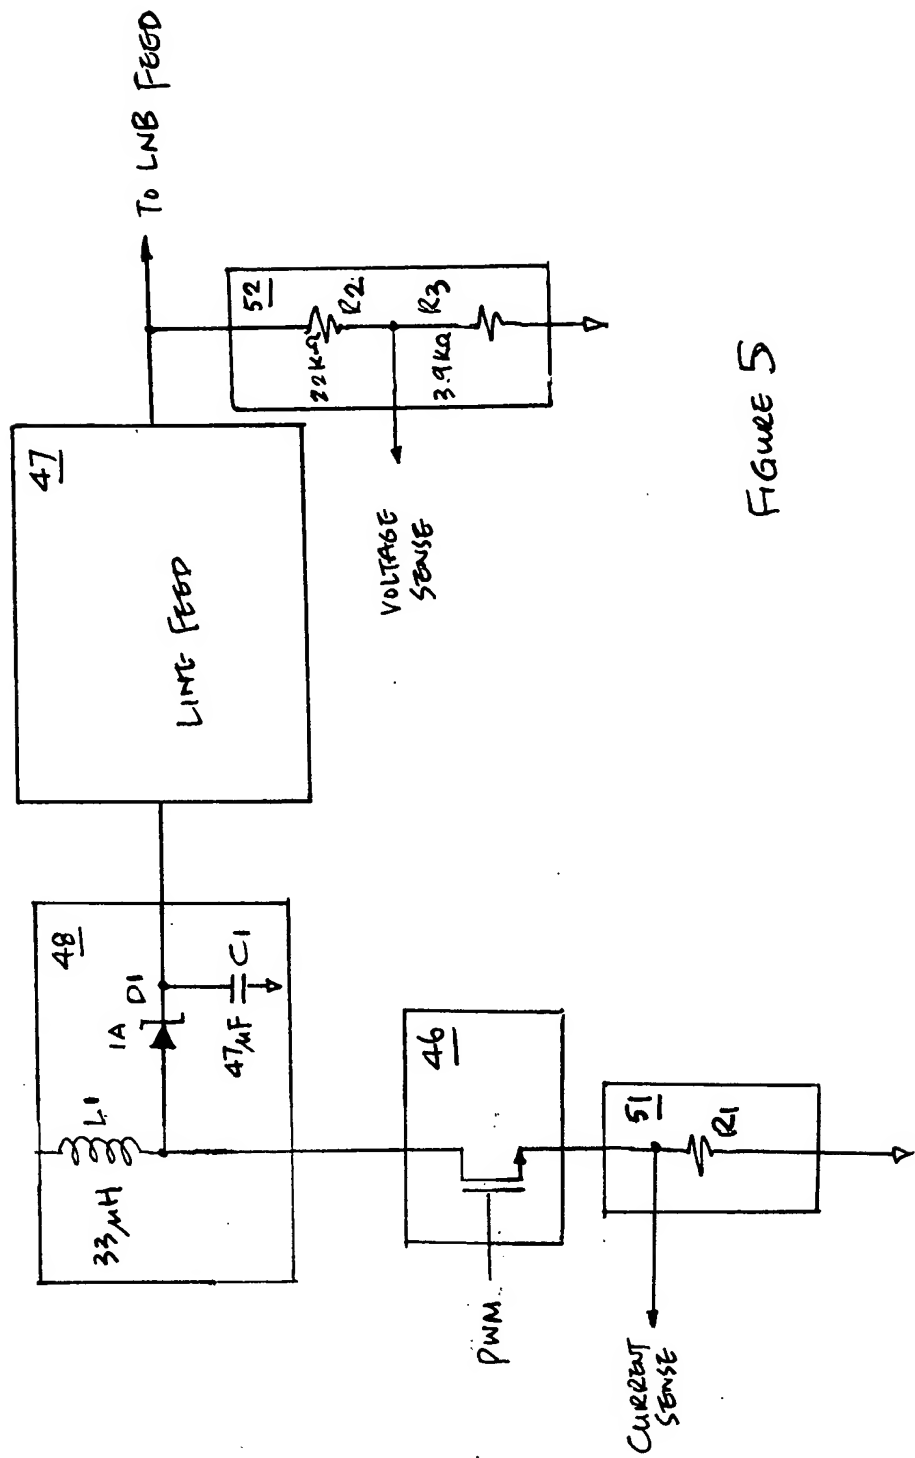 48
L1
33μH
1A
D1
47μF
C1
47
LINE FEED
TO LNB FEED
52
22KΩ
R2
3.9KΩ
R3
VOLTAGE
SENSE
46
PWM
51
R1
CURRENT
SENSE
FIGURE 5